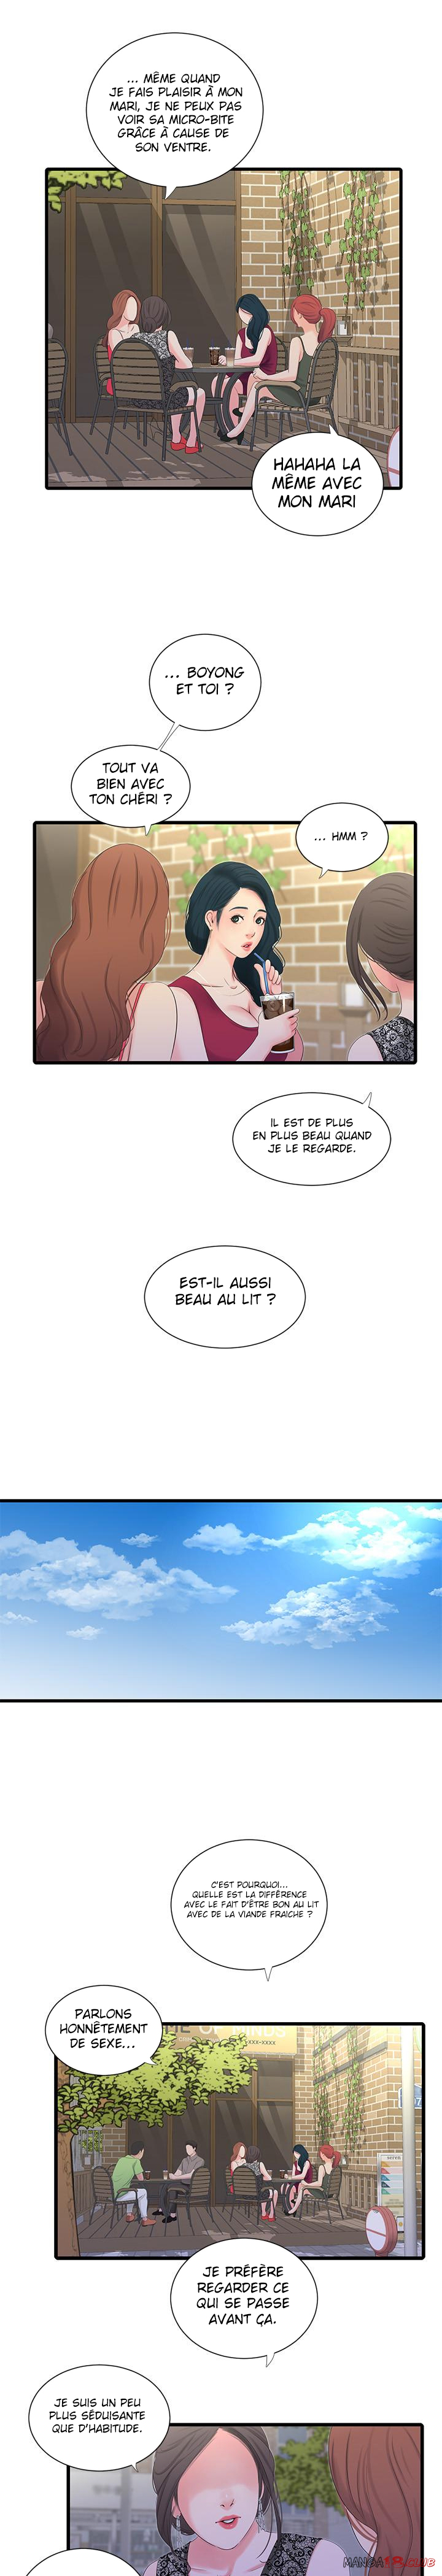 ... MÊME QUAND
JE FAIS PLAISIR À MON
MARI, JE NE PEUX PAS
VOIR SA MICRO-BITE
GRÂCE À CAUSE DE
SON VENTRE.
HAHAHA LA
MÊME AVEC
MON MARI
... BOYONG
ET TOI ?
TOUT VA
BIEN AVEC
TON CHÉRI ?
... HMM ?
IL EST DE PLUS
EN PLUS BEAU QUAND
JE LE REGARDE.
EST-IL AUSSI
BEAU AU LIT ?
C'EST POURQUOI...
QUELLE EST LA DIFFÉRENCE
AVEC LE FAIT D'ÊTRE BON AU LIT
AVEC DE LA VIANDE FRAICHE ?
PARLONS
HONNÊTEMENT
DE SEXE...
JE PRÉFÈRE
REGARDER CE
QUI SE PASSE
AVANT ÇA.
JE SUIS UN PEU
PLUS SÉDUISANTE
QUE D'HABITUDE.
MANGA18.CLUB